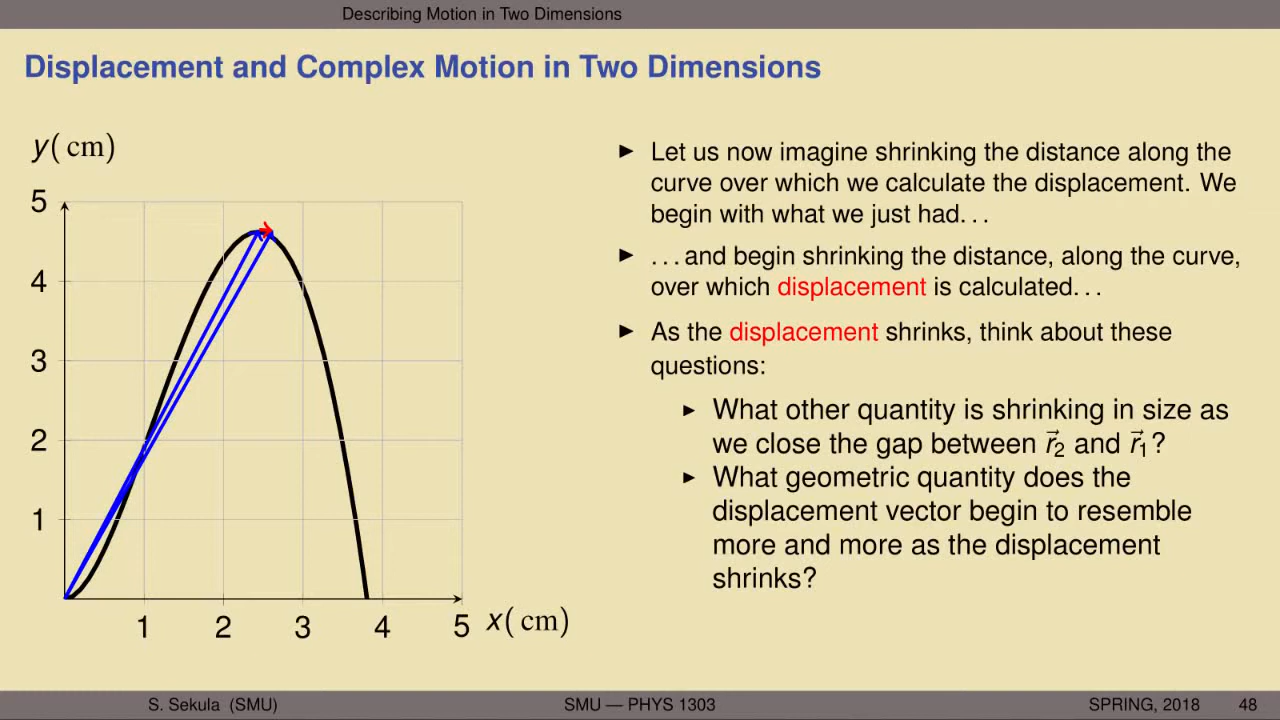 Describing Motion in Two Dimensions
Displacement and Complex Motion in Two Dimensions
y( cm)
5
4
3
2
1
1 2 3 4 5 x( cm)
▶ Let us now imagine shrinking the distance along the
curve over which we calculate the displacement. We
begin with what we just had. . .
▶ . . . and begin shrinking the distance, along the curve,
over which displacement is calculated. . .
▶ As the displacement shrinks, think about these
questions:
▶ What other quantity is shrinking in size as
we close the gap between r⃗₂ and r⃗₁?
▶ What geometric quantity does the
displacement vector begin to resemble
more and more as the displacement
shrinks?
S. Sekula (SMU) SMU — PHYS 1303 SPRING, 2018 48